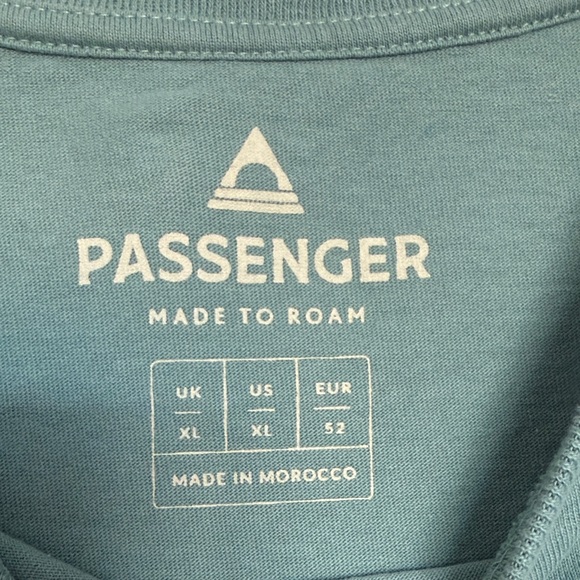 PASSENGER
MADE TO ROAM
UK US EUR
XL XL 52
MADE IN MOROCCO